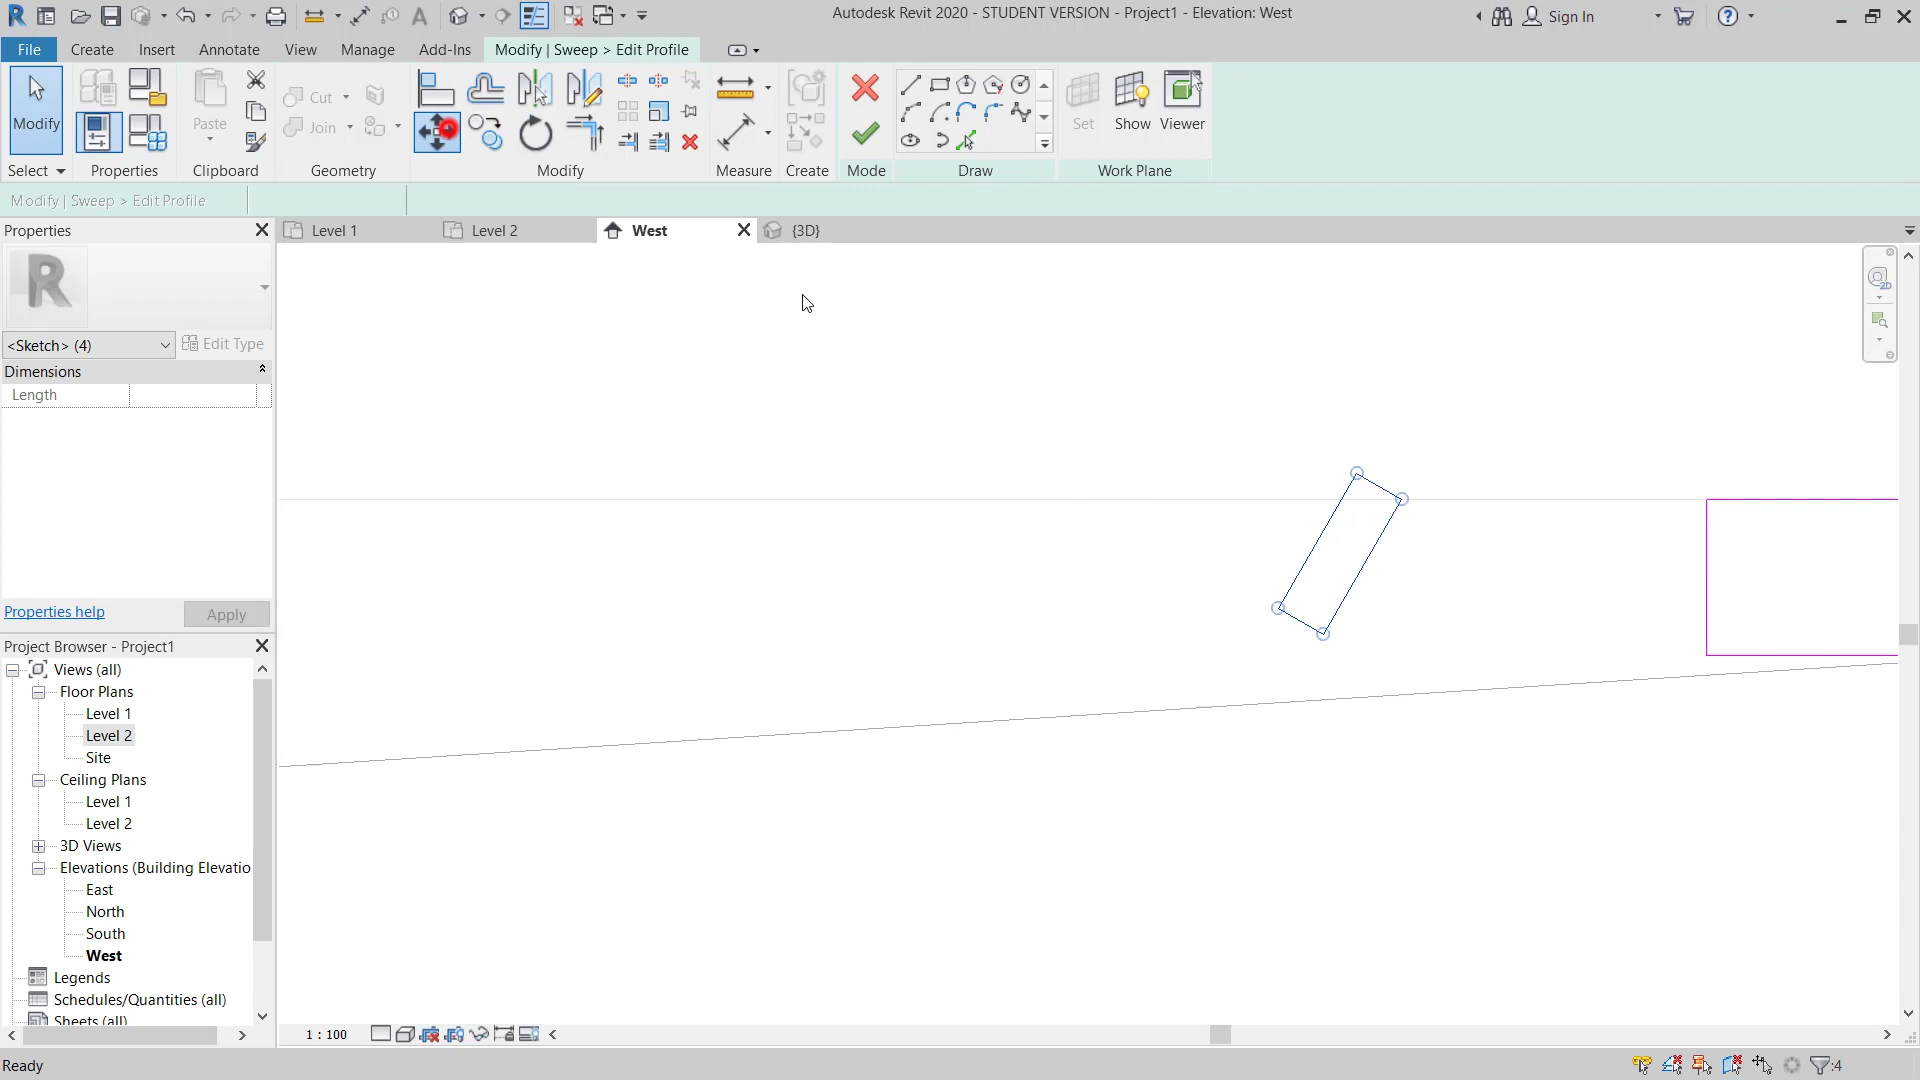 Autodesk Revit 2020 - STUDENT VERSION - Project1 - Elevation: West
Sign In
File
Create
Insert
Annotate
View
Manage
Add-Ins
Modify | Sweep > Edit Profile
Modify
Paste
Cut
Join
Set
Show
Viewer
Select
Properties
Clipboard
Geometry
Modify
Measure
Create
Mode
Draw
Work Plane
Modify | Sweep > Edit Profile
Properties
Level 1
Level 2
West
{3D}
R
<Sketch> (4)
Edit Type
Dimensions
Length
Properties help
Apply
Project Browser - Project1
Views (all)
Floor Plans
Level 1
Level 2
Site
Ceiling Plans
Level 1
Level 2
3D Views
Elevations (Building Elevatio
East
North
South
West
Legends
Schedules/Quantities (all)
Sheets (all)
1 : 100
Ready
:4